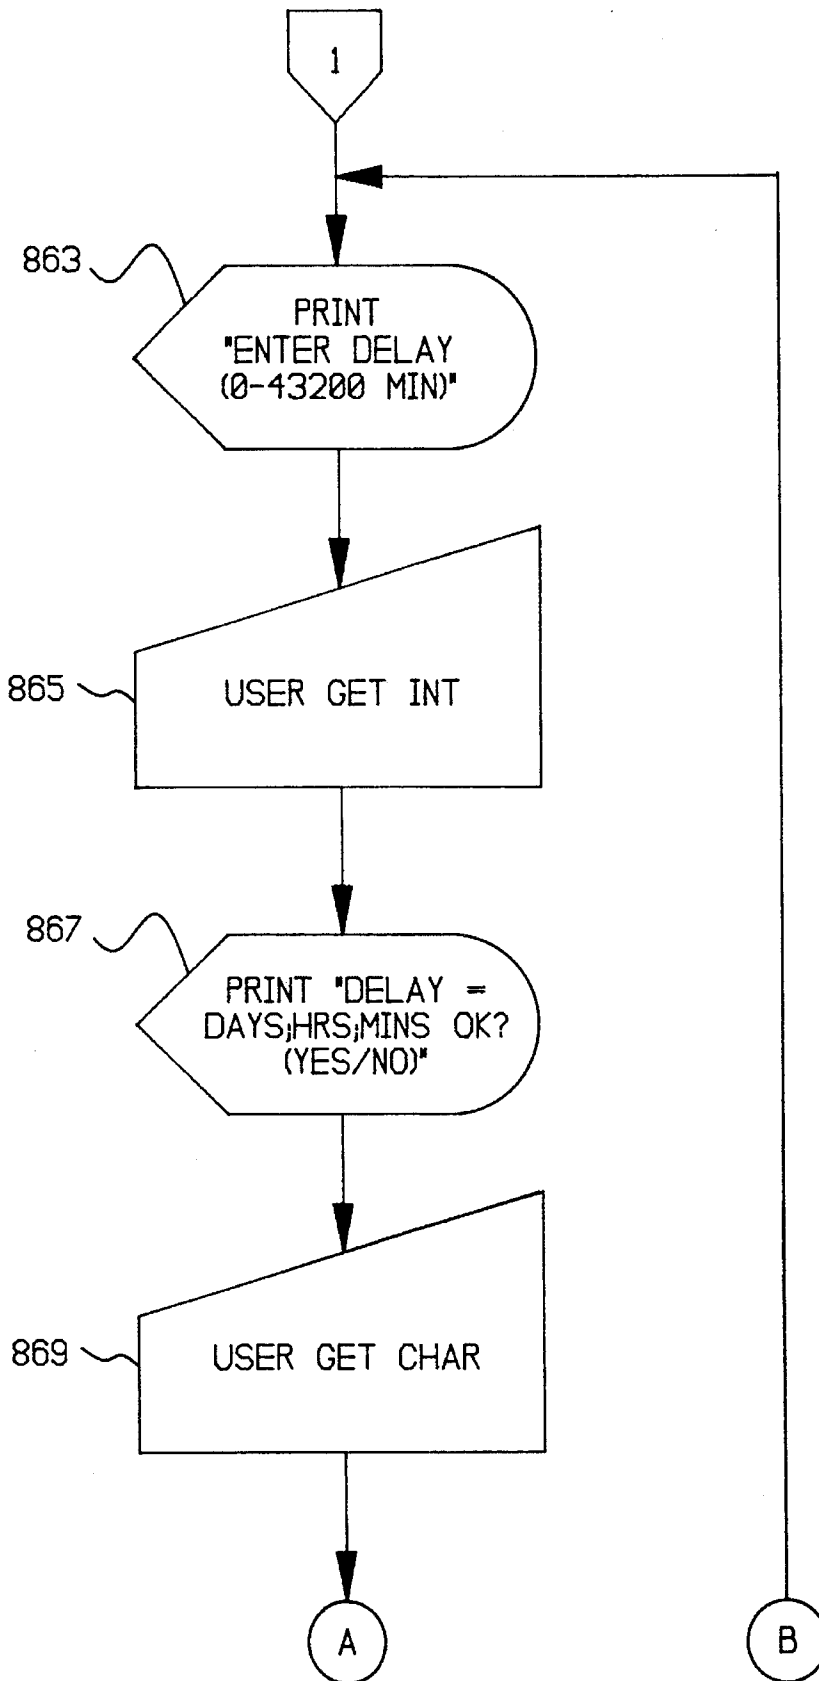 1
863
PRINT
"ENTER DELAY
(0-43200 MIN)"
865
USER GET INT
867
PRINT "DELAY =
DAYS;HRS;MINS OK?
(YES/NO)"
869
USER GET CHAR
A
B